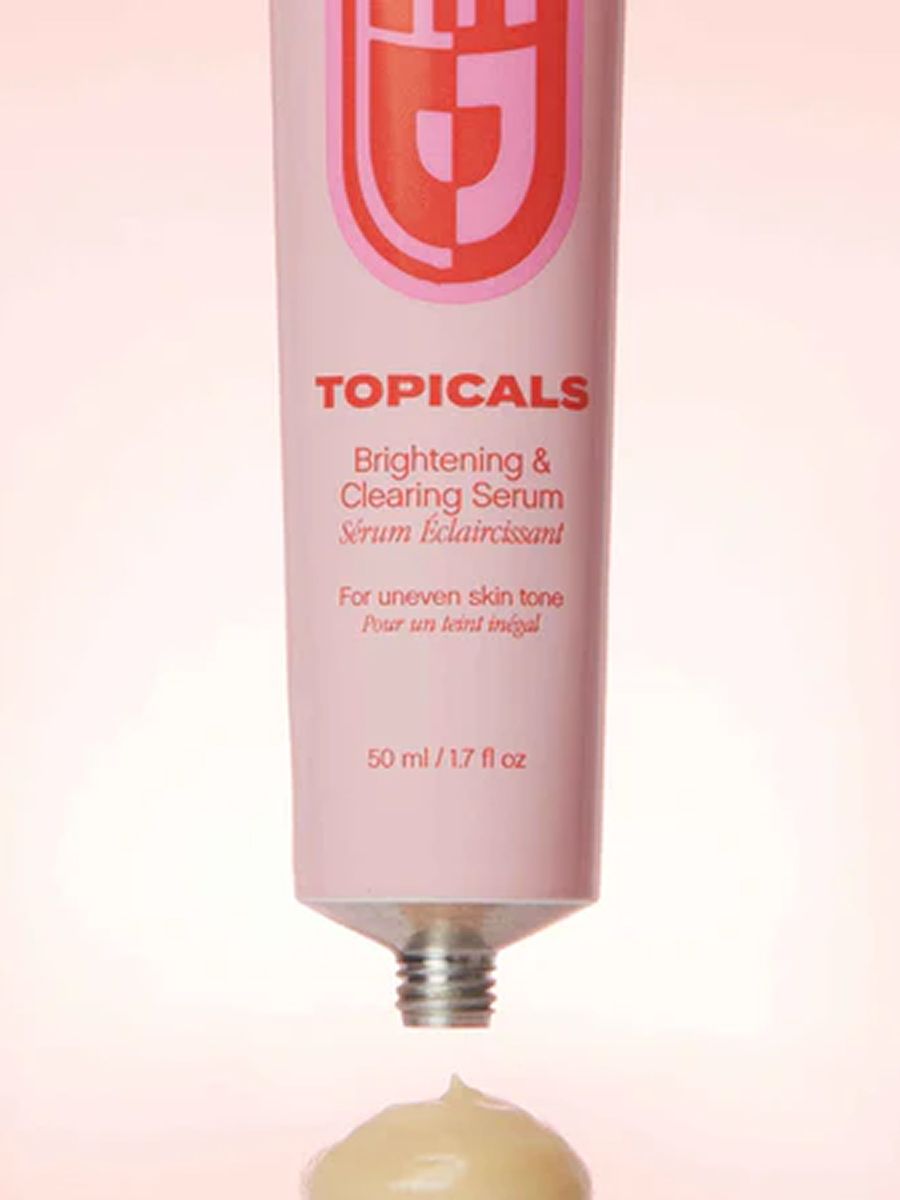 TOPICALS
Brightening &
Clearing Serum
Sérum Éclaircissant
For uneven skin tone
Pour un teint inégal
50 ml / 1.7 fl oz